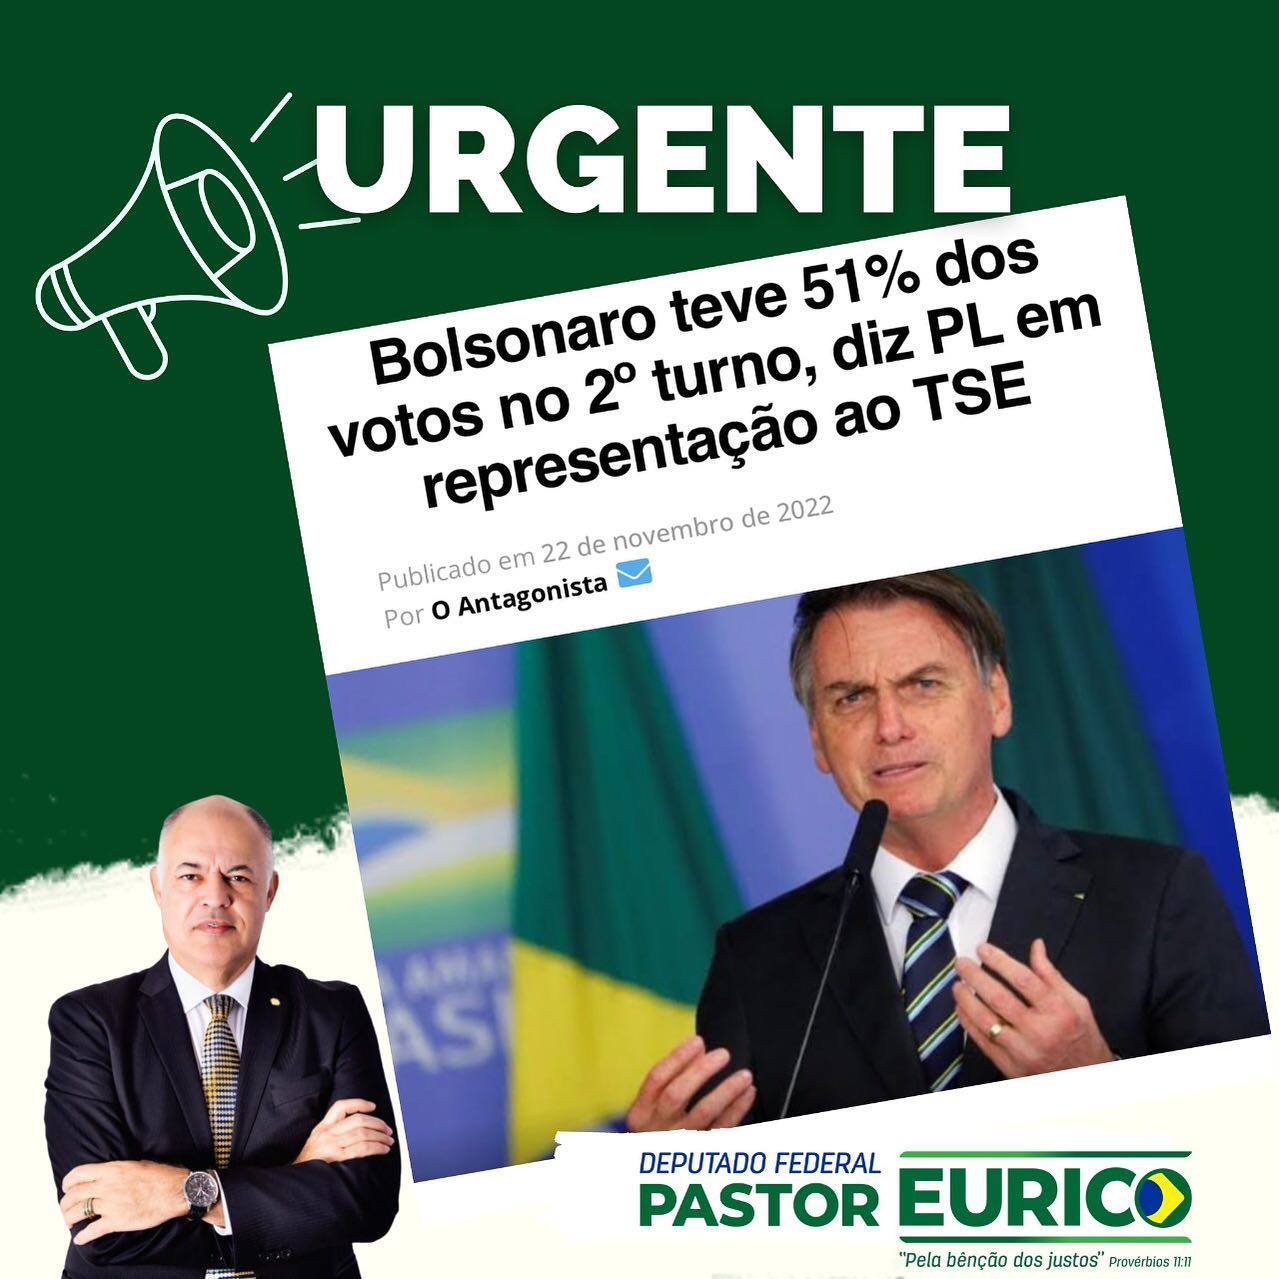 URGENTE
Bolsonaro teve 51% dos
votos no 2º turno, diz PL em
representação ao TSE
Publicado em 22 de novembro de 2022
Por O Antagonista
DEPUTADO FEDERAL
PASTOR EURICO
"Pela bênção dos justos" Provérbios 11:11